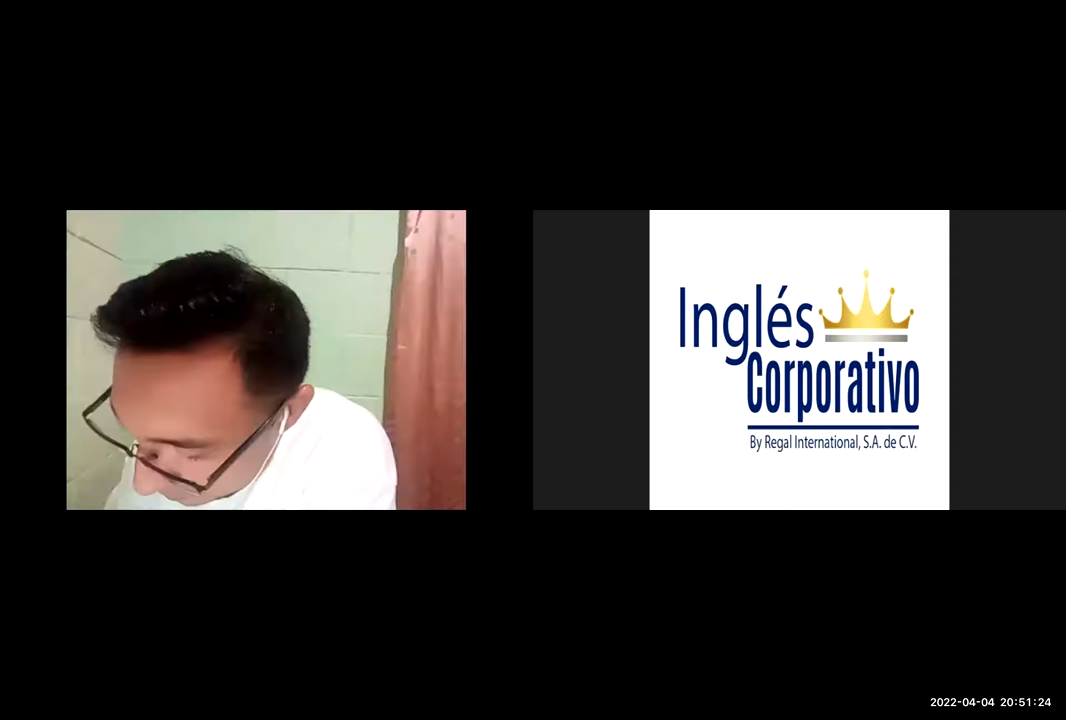 Inglés
Corporativo
By Regal International, S.A. de C.V.
2022-04-04 20:51:24